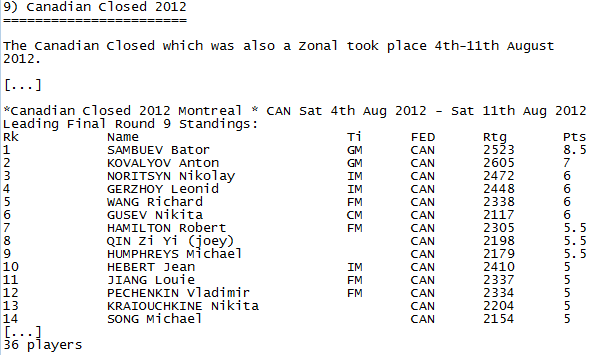 9) Canadian Closed 2012
=======================
The Canadian Closed which was also a Zonal took place 4th-11th August
2012.
[...]
*Canadian Closed 2012 Montreal * CAN Sat 4th Aug 2012 - Sat 11th Aug 2012
Leading Final Round 9 Standings:
Rk Name Ti FED Rtg Pts
1 SAMBUEV Bator GM CAN 2523 8.5
2 KOVALYOV Anton GM CAN 2605 7
3 NORITSYN Nikolay IM CAN 2472 6
4 GERZHOY Leonid IM CAN 2448 6
5 WANG Richard FM CAN 2338 6
6 GUSEV Nikita CM CAN 2117 6
7 HAMILTON Robert FM CAN 2305 5.5
8 QIN Zi Yi (joey) CAN 2198 5.5
9 HUMPHREYS Michael CAN 2179 5.5
10 HEBERT Jean IM CAN 2410 5
11 JIANG Louie FM CAN 2337 5
12 PECHENKIN Vladimir FM CAN 2334 5
13 KRAIOUCHKINE Nikita CAN 2204 5
14 SONG Michael CAN 2154 5
[...]
36 players